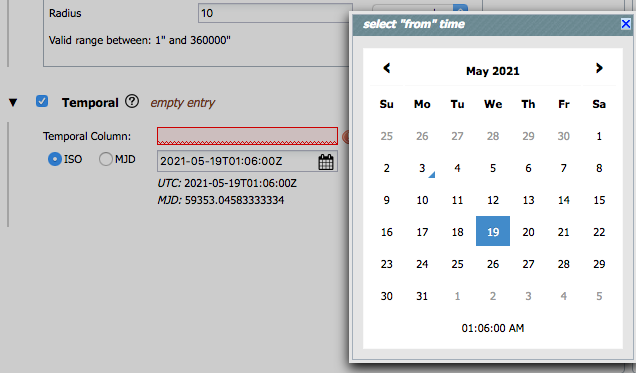 Radius 10
Valid range between: 1" and 360000"
Temporal ? empty entry
Temporal Column:
ISO MJD 2021-05-19T01:06:00Z
UTC: 2021-05-19T01:06:00Z
MJD: 59353.04583333334
select "from" time
May 2021
Su Mo Tu We Th Fr Sa
25 26 27 28 29 30 1
2 3 4 5 6 7 8
9 10 11 12 13 14 15
16 17 18 19 20 21 22
23 24 25 26 27 28 29
30 31 1 2 3 4 5
01:06:00 AM